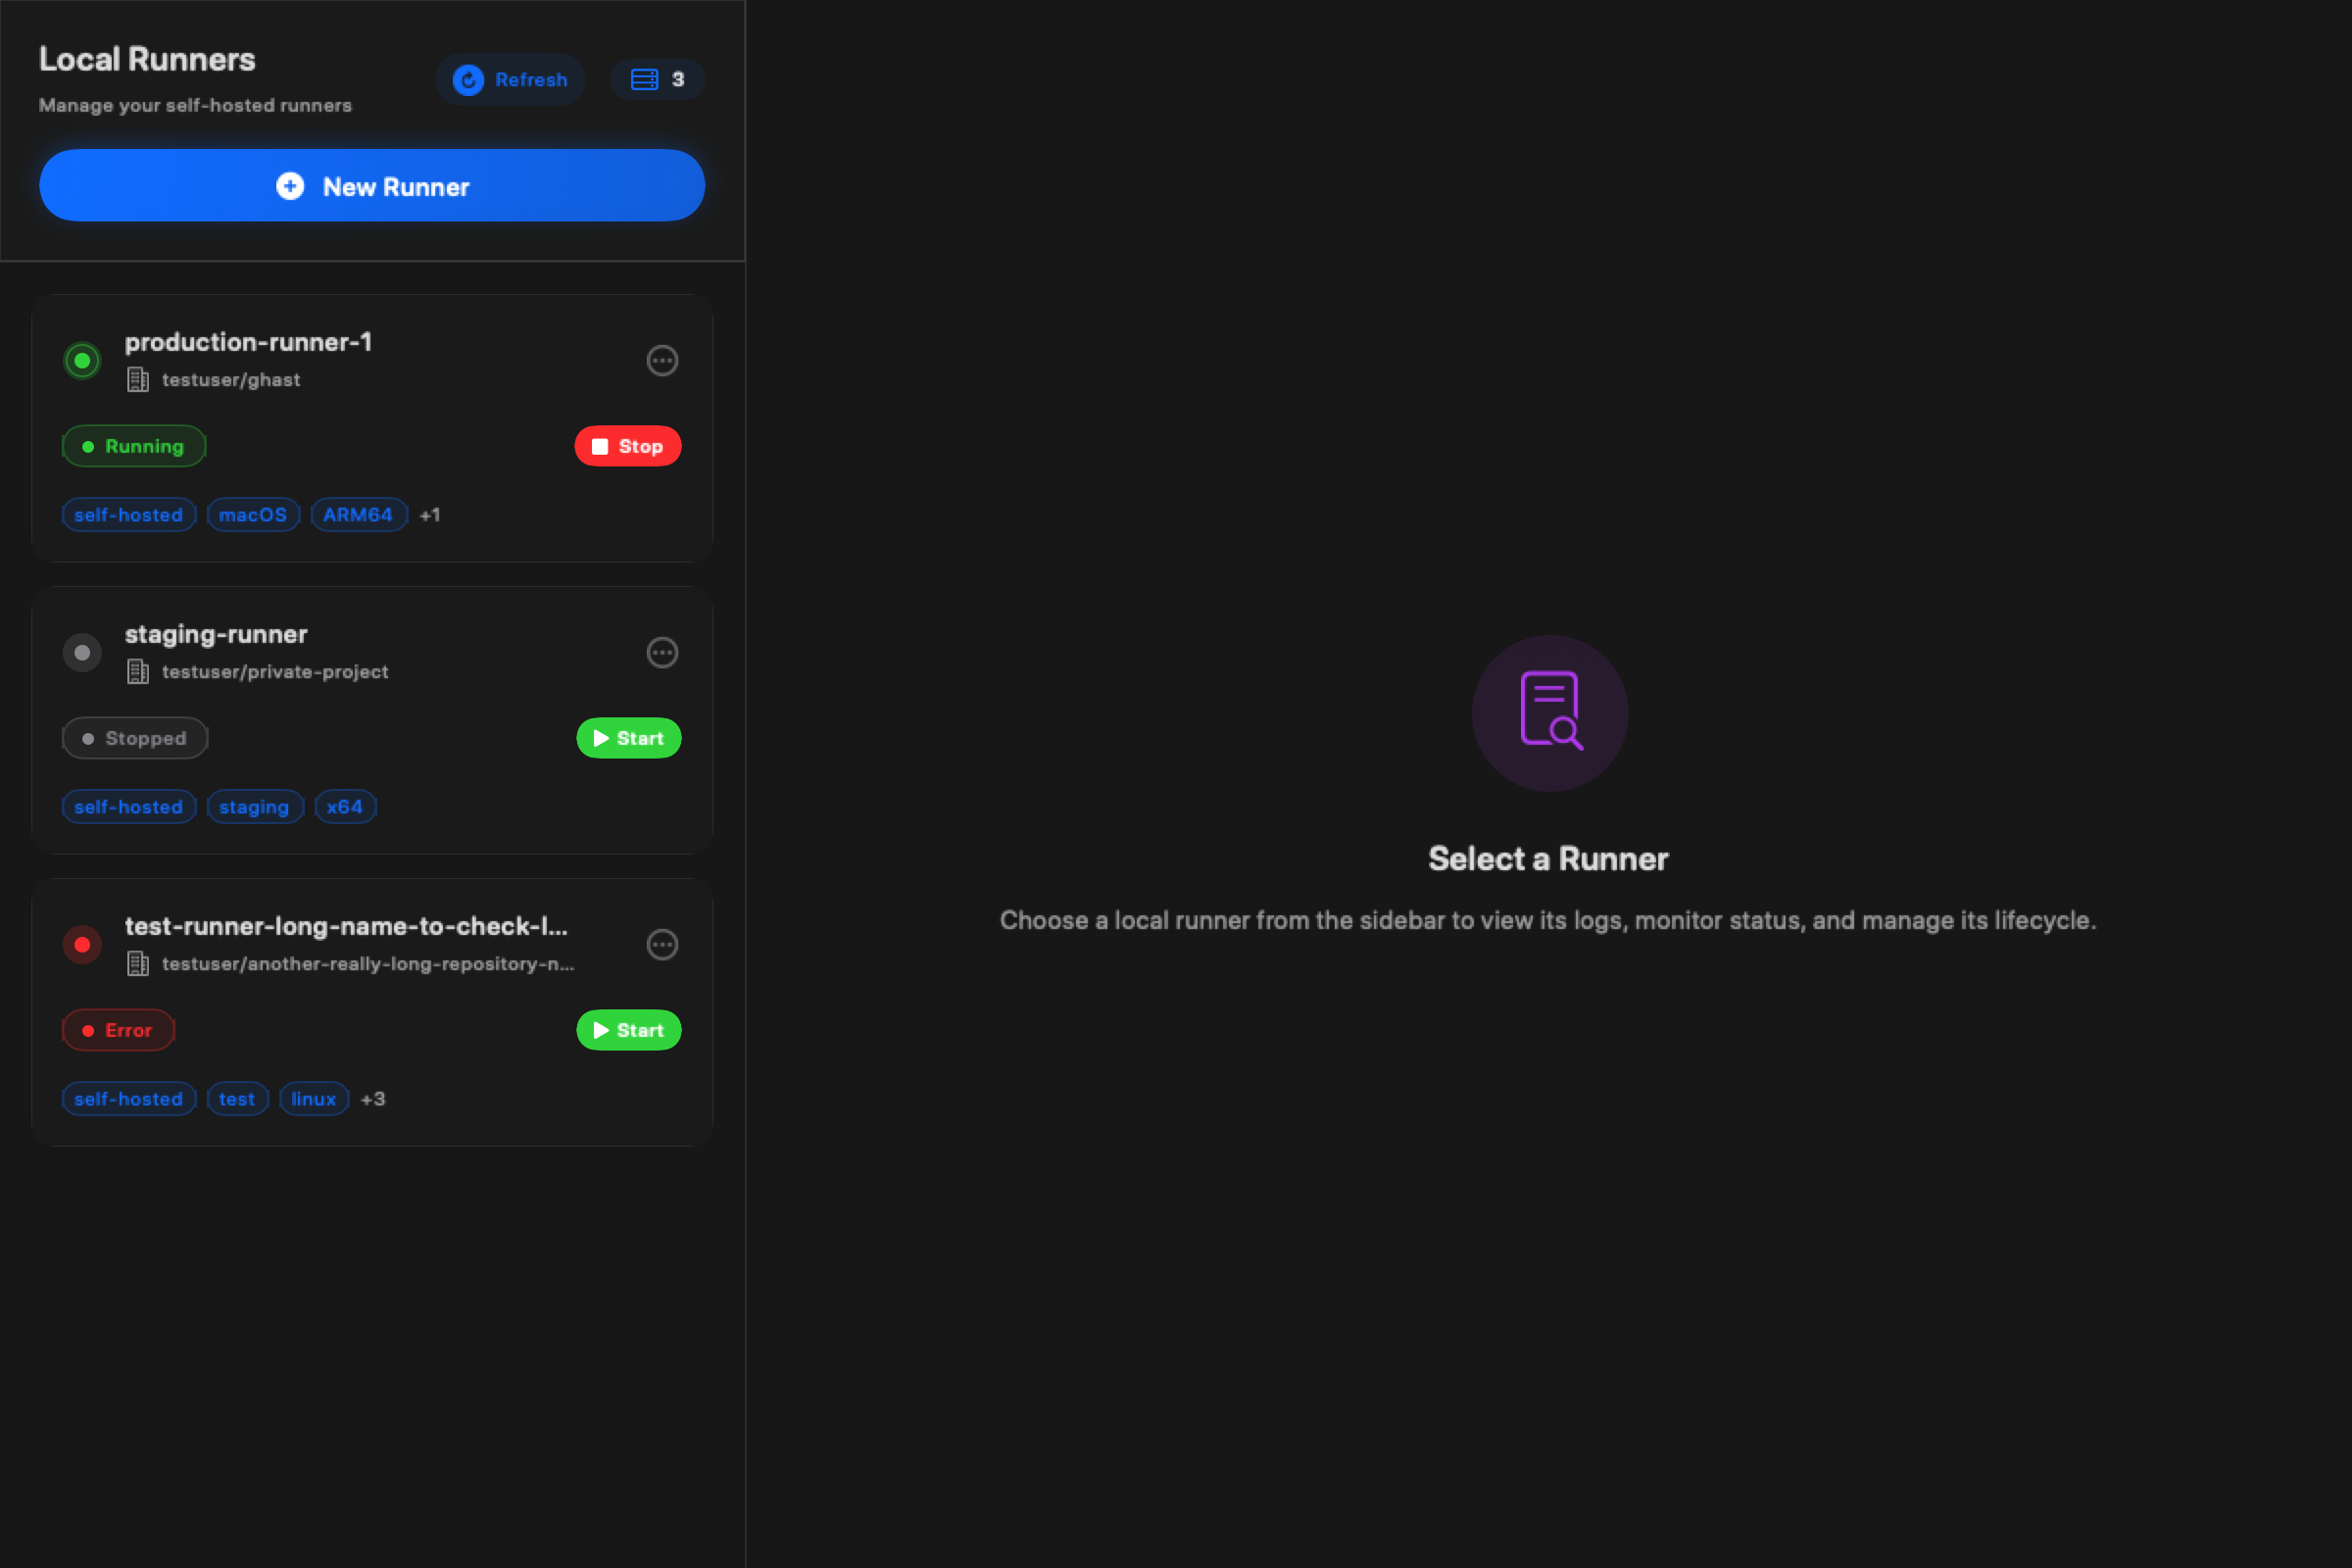 Local Runners
Manage your self-hosted runners
Refresh
3
New Runner
production-runner-1
testuser/ghast
Running
Stop
self-hosted macOS ARM64 +1
staging-runner
testuser/private-project
Stopped
Start
self-hosted staging x64
test-runner-long-name-to-check-l...
testuser/another-really-long-repository-n...
Error
Start
self-hosted test linux +3
Select a Runner
Choose a local runner from the sidebar to view its logs, monitor status, and manage its lifecycle.